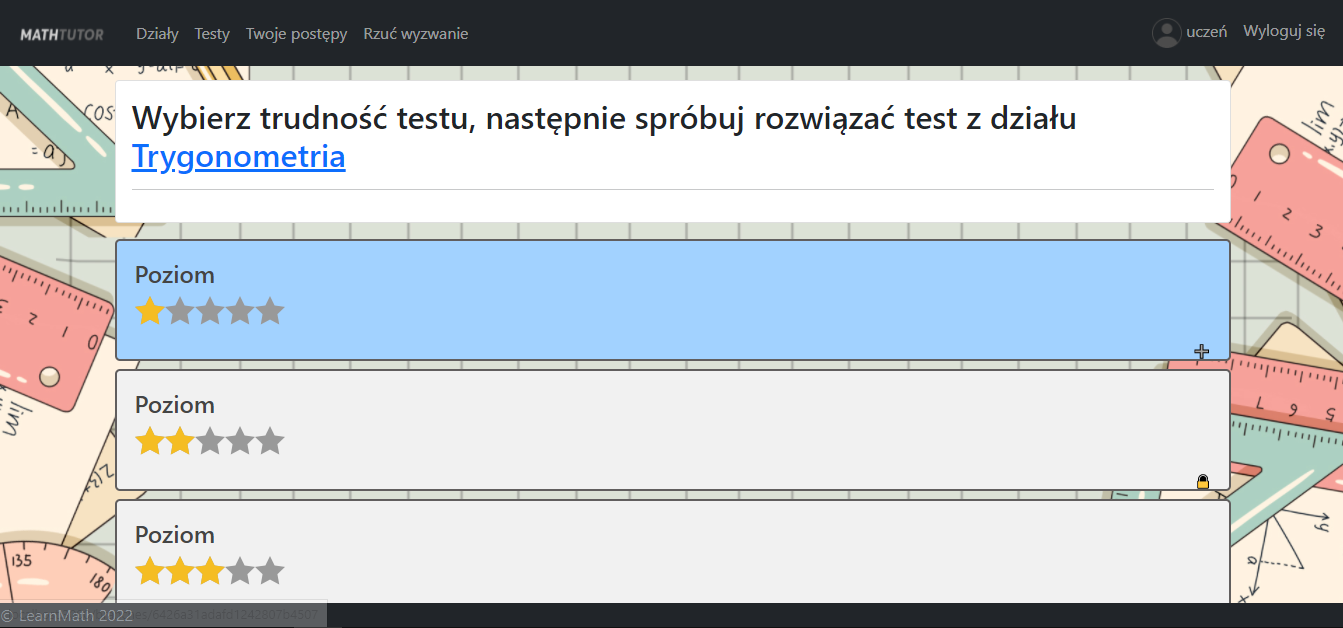 MATHTUTOR Działy Testy Twoje postępy Rzuć wyzwanie uczeń Wyloguj się
Wybierz trudność testu, następnie spróbuj rozwiązać test z działu
Trygonometria
Poziom
Poziom
Poziom
© LearnMath 2022